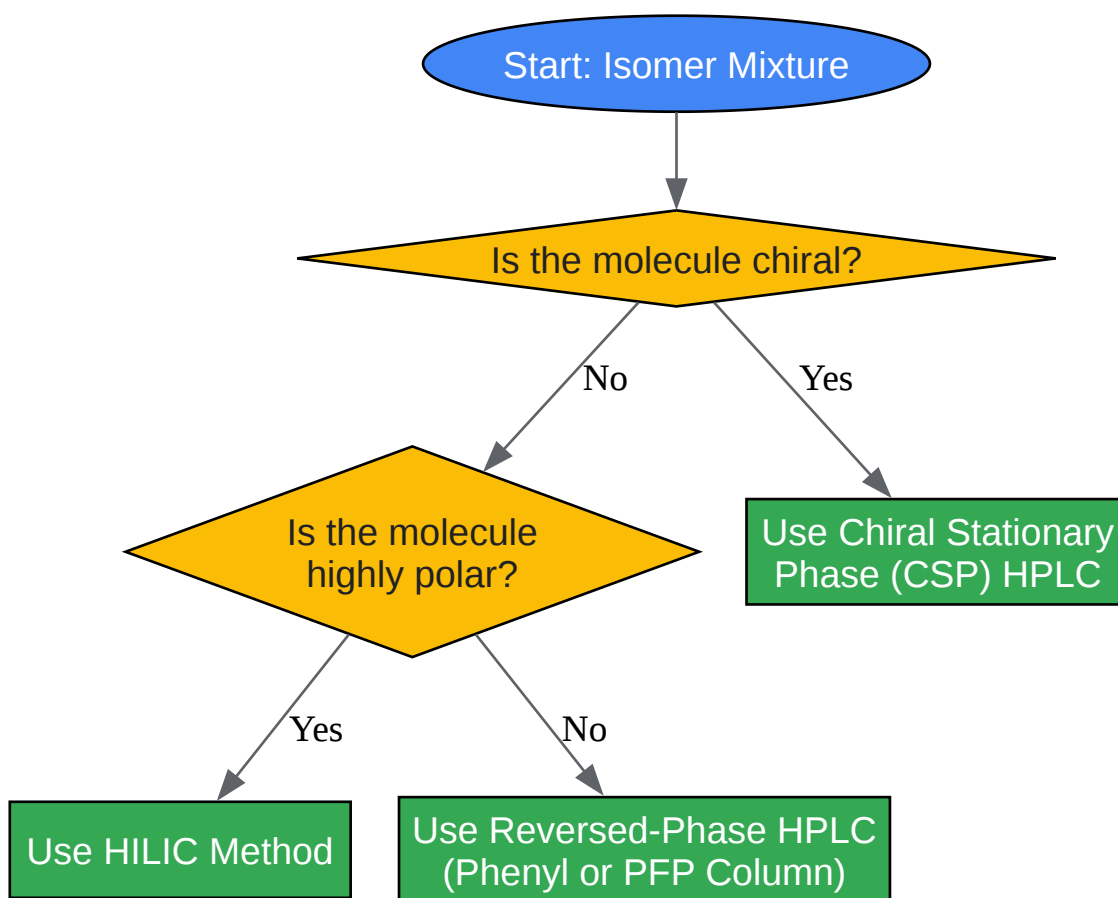 Start: Isomer Mixture
Is the molecule chiral?
No
Yes
Is the molecule
highly polar?
Use Chiral Stationary
Phase (CSP) HPLC
Yes
No
Use HILIC Method
Use Reversed-Phase HPLC
(Phenyl or PFP Column)